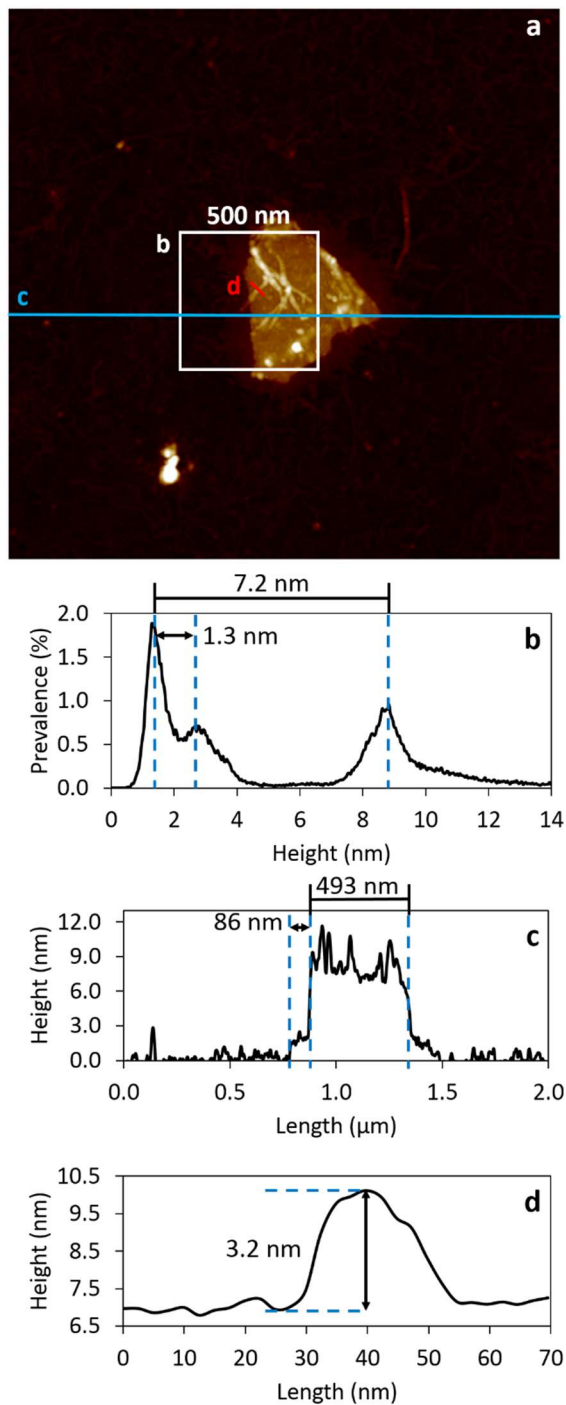 a
500 nm
b
d
c
7.2 nm
2.0
1.3 nm
b
1.5
1.0
0.5
0.0
Prevalence (%)
0 2 4 6 8 10 12 14
Height (nm)
493 nm
86 nm
12.0
c
9.0
6.0
3.0
0.0
Height (nm)
0.0 0.5 1.0 1.5 2.0
Length (µm)
10.5
d
9.5
3.2 nm
8.5
7.5
6.5
Height (nm)
0 10 20 30 40 50 60 70
Length (nm)